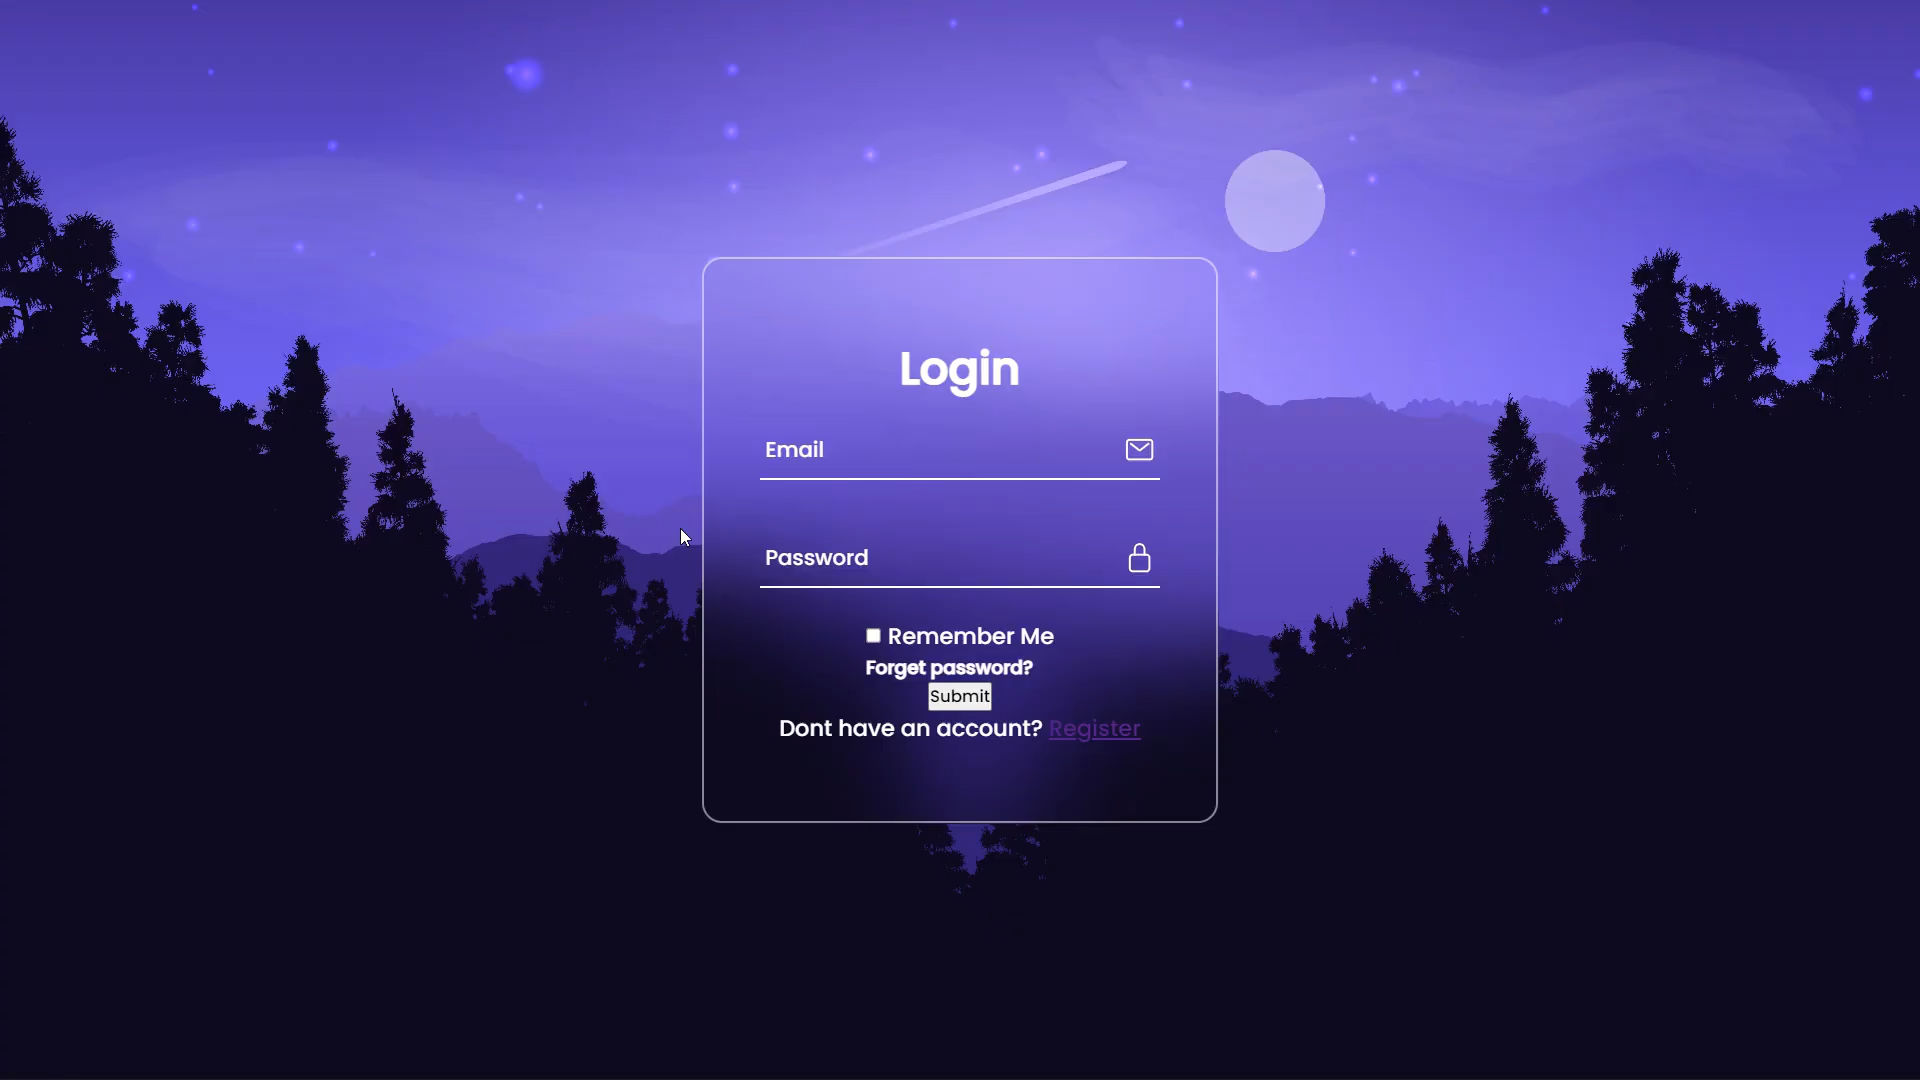 Login
Email
Password
Remember Me
Forget password?
Submit
Dont have an account? Register